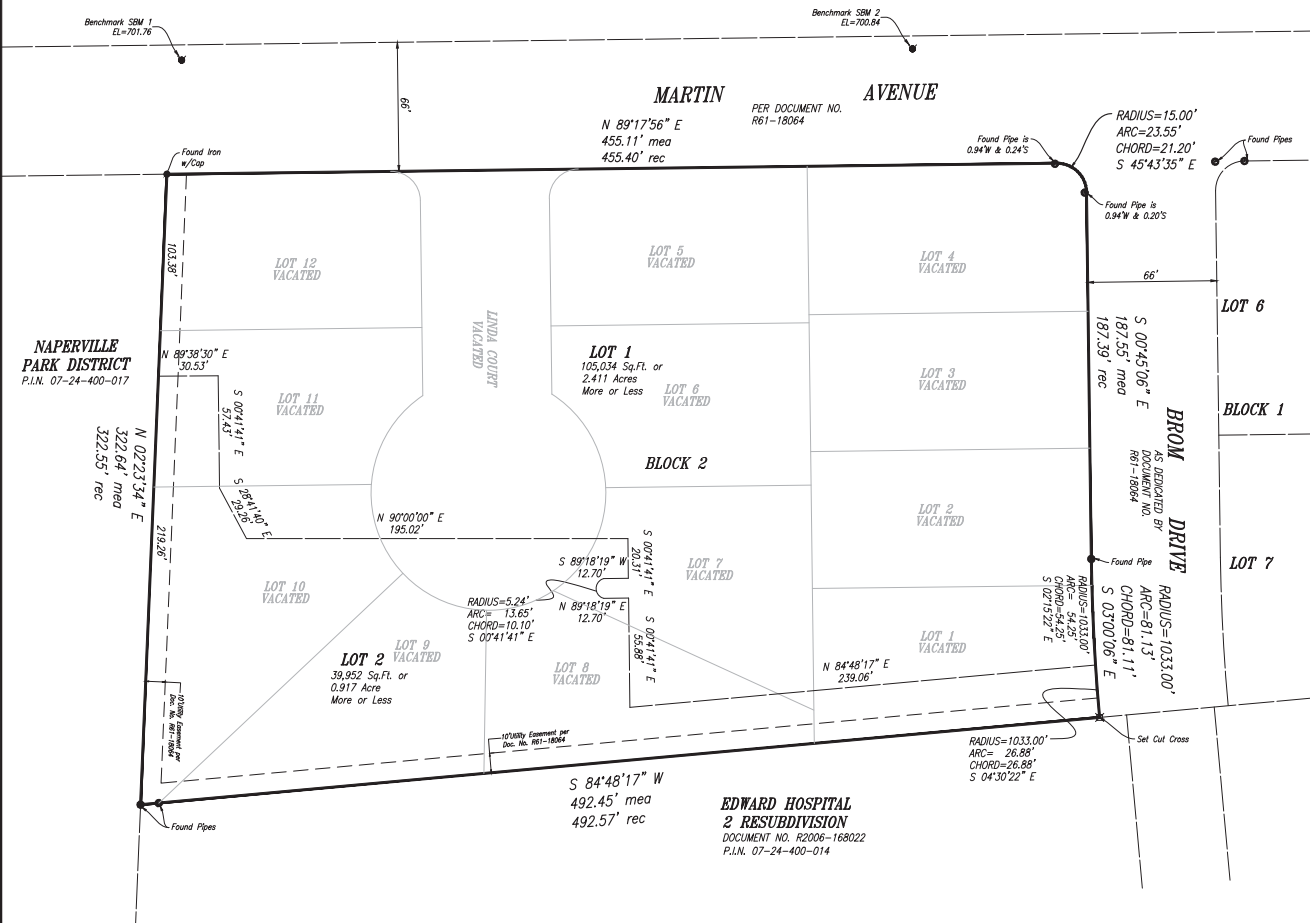 Benchmark SBM 1
EL=701.76
Benchmark SBM 2
EL=700.84
66'
MARTIN AVENUE
PER DOCUMENT NO.
R61-18064
N 89°17'56" E
455.11' mea
455.40' rec
RADIUS=15.00'
ARC=23.55'
CHORD=21.20'
S 45°43'35" E
Found Pipe is
0.94'W & 0.24'S
Found Pipes
Found Iron
w/Cap
Found Pipe is
0.94'W & 0.20'S
103.38'
LOT 12
VACATED
LOT 5
VACATED
LOT 4
VACATED
66'
LOT 6
LINDA COURT
VACATED
NAPERVILLE
PARK DISTRICT
P.I.N. 07-24-400-017
N 89°38'30" E
30.53'
LOT 1
105,034 Sq.Ft. or
2.411 Acres
More or Less
LOT 6
VACATED
LOT 3
VACATED
S 00°45'06" E
187.55' mea
187.39' rec
LOT 11
VACATED
S 00°41'41" E
57.43'
BLOCK 1
BROM DRIVE
AS DEDICATED BY
DOCUMENT NO.
R61-18064
N 02°23'34" E
322.64' mea
322.55' rec
BLOCK 2
S 28°41'40" E
29.26'
N 90°00'00" E
195.02'
LOT 2
VACATED
219.26'
S 00°41'41" E
20.31'
S 89°18'19" W
12.70'
LOT 7
VACATED
Found Pipe
LOT 7
LOT 10
VACATED
RADIUS=5.24'
ARC= 13.65'
CHORD=10.10'
S 00°41'41" E
N 89°18'19" E
12.70'
RADIUS=1033.00'
ARC= 54.25'
CHORD=54.25'
S 02°15'22" E
RADIUS=1033.00'
ARC=81.13'
CHORD=81.11'
S 03°00'06" E
S 00°41'41" E
55.88'
LOT 9
VACATED
LOT 1
VACATED
LOT 2
39,952 Sq.Ft. or
0.917 Acre
More or Less
LOT 8
VACATED
N 84°48'17" E
239.06'
10'Utility Easement per
Doc. No. R61-18064
10'Utility Easement per
Doc. No. R61-18064
RADIUS=1033.00'
ARC= 26.88'
CHORD=26.88'
S 04°30'22" E
Set Cut Cross
S 84°48'17" W
492.45' mea
492.57' rec
Found Pipes
EDWARD HOSPITAL
2 RESUBDIVISION
DOCUMENT NO. R2006-168022
P.I.N. 07-24-400-014